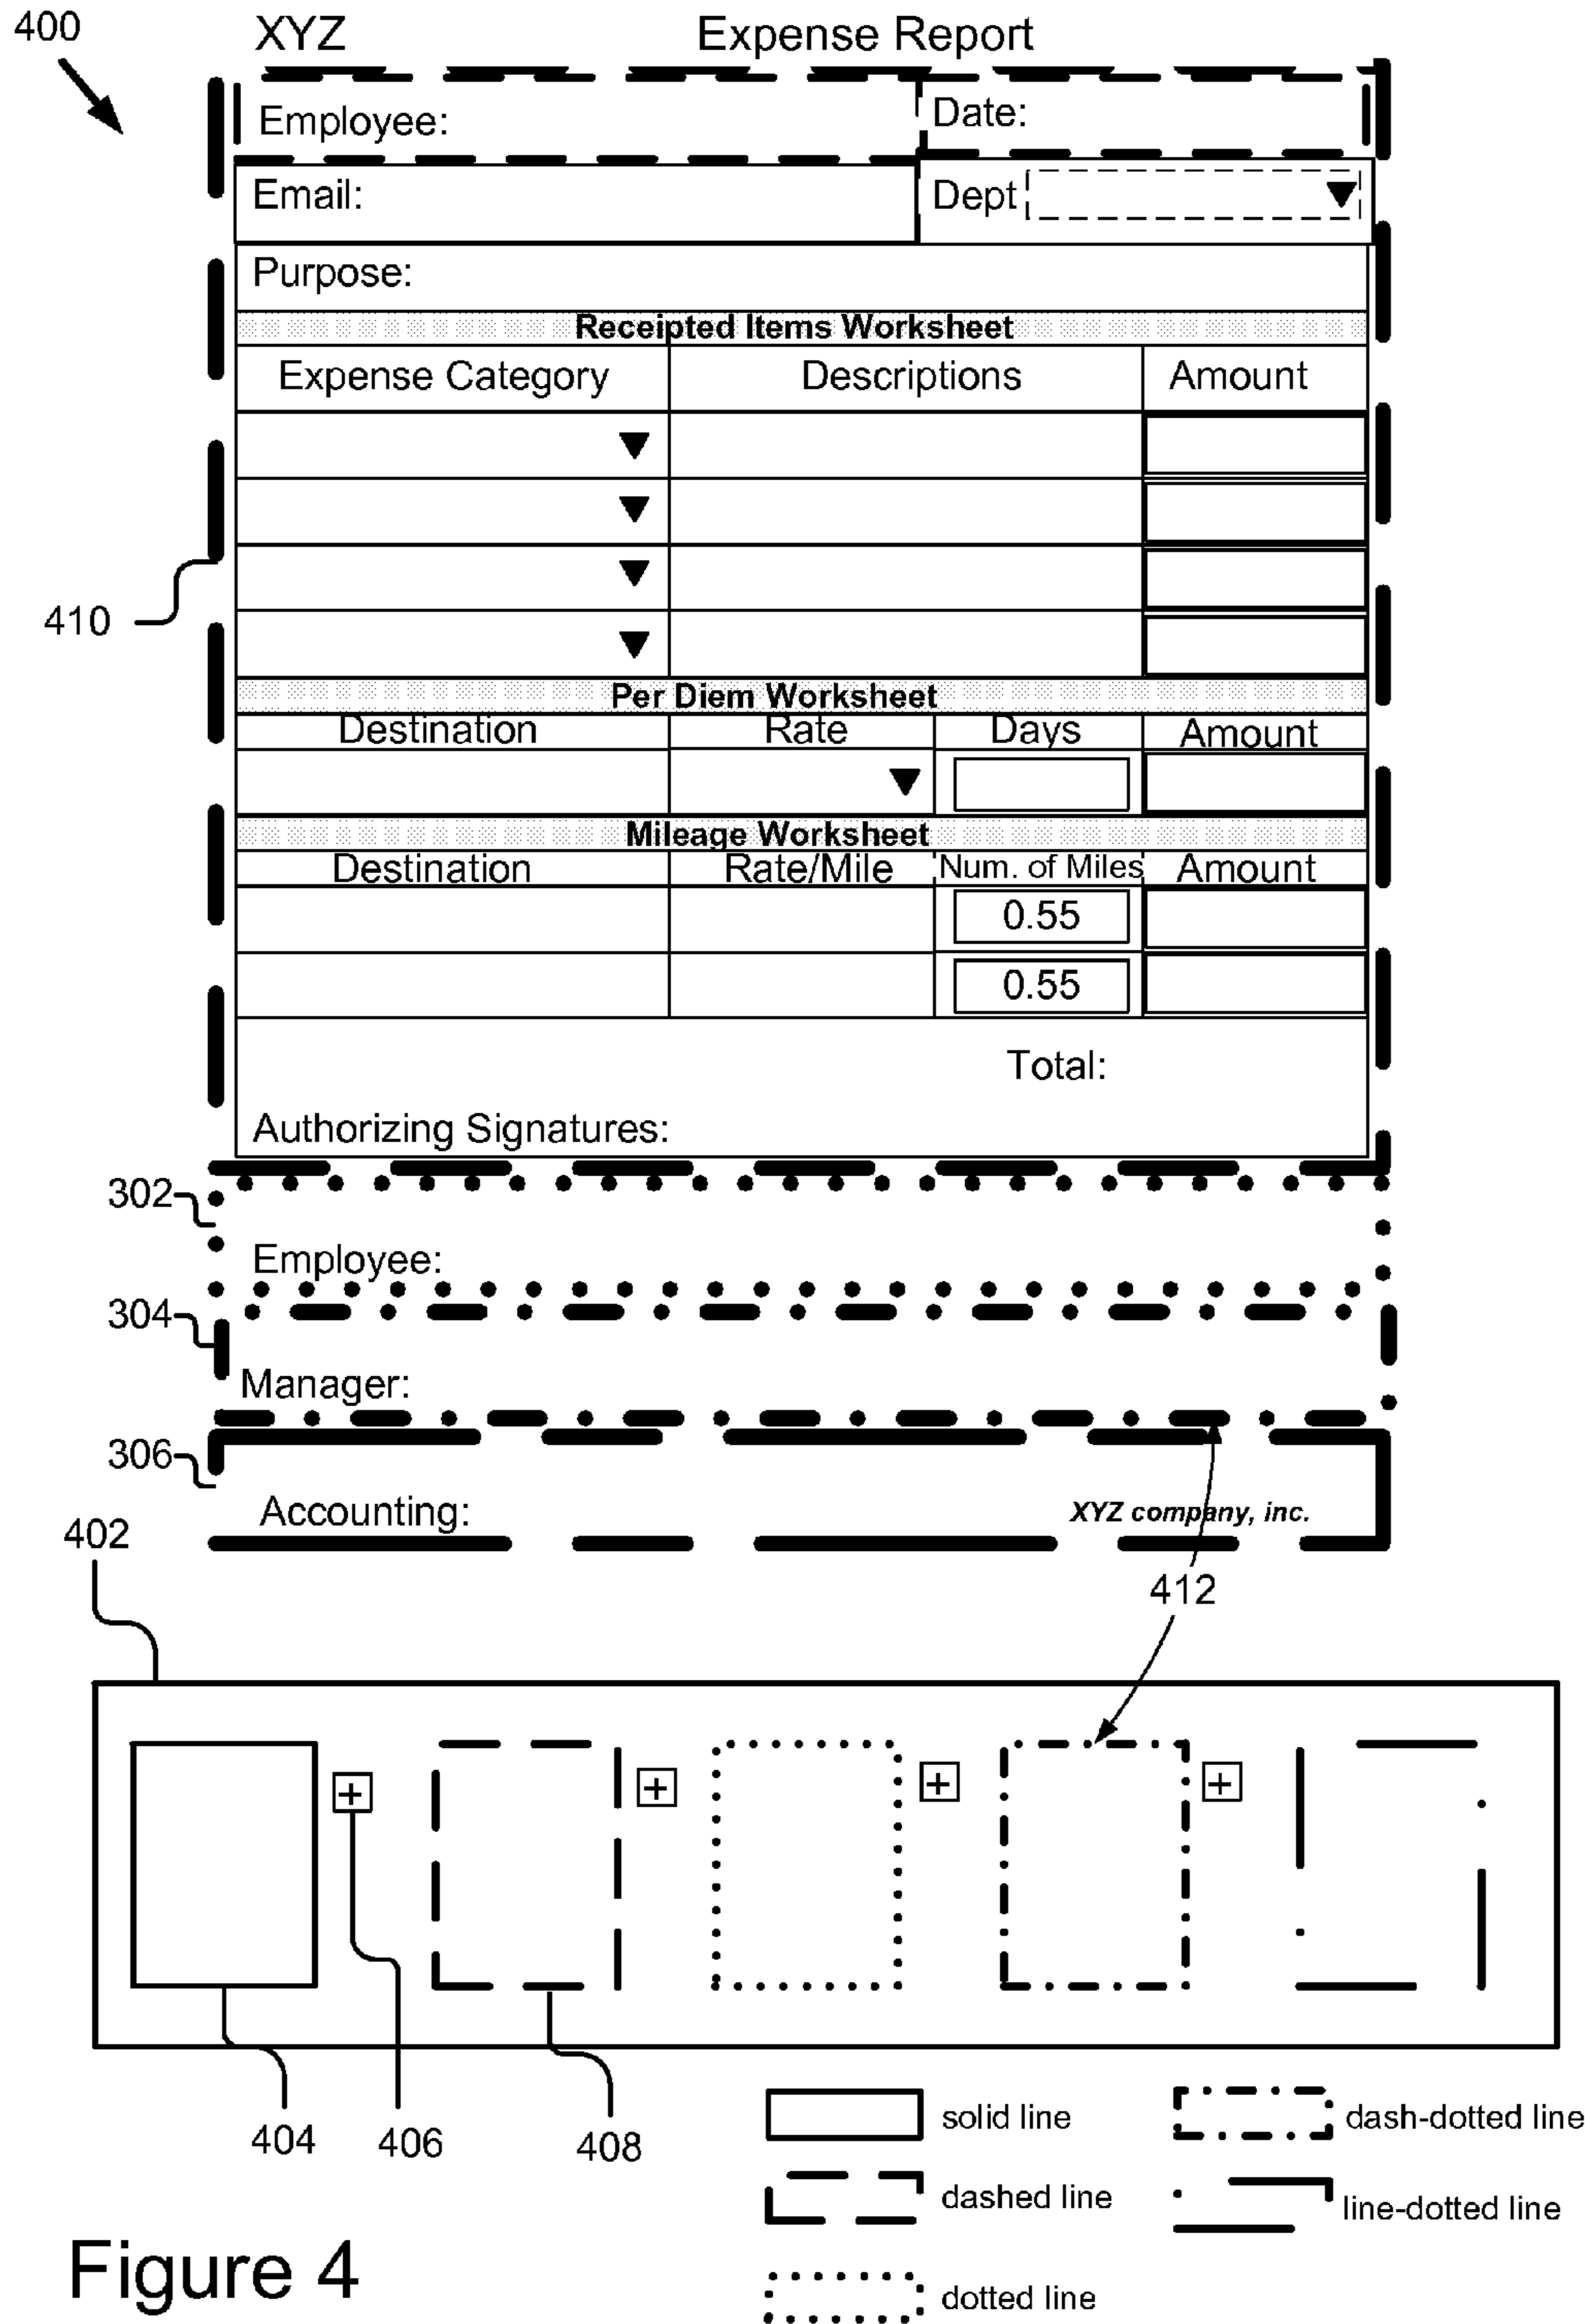 400
XYZ Expense Report
Employee: Date:
Email: Dept
Purpose:
Receipted Items Worksheet
Expense Category Descriptions Amount
410
Per Diem Worksheet
Destination Rate Days Amount
Mileage Worksheet
Destination Rate/Mile Num. of Miles Amount
0.55
0.55
Total:
Authorizing Signatures:
302
Employee:
304
Manager:
306
Accounting: XYZ company, inc.
402
412
404 406 408
solid line dash-dotted line
dashed line line-dotted line
dotted line
Figure 4